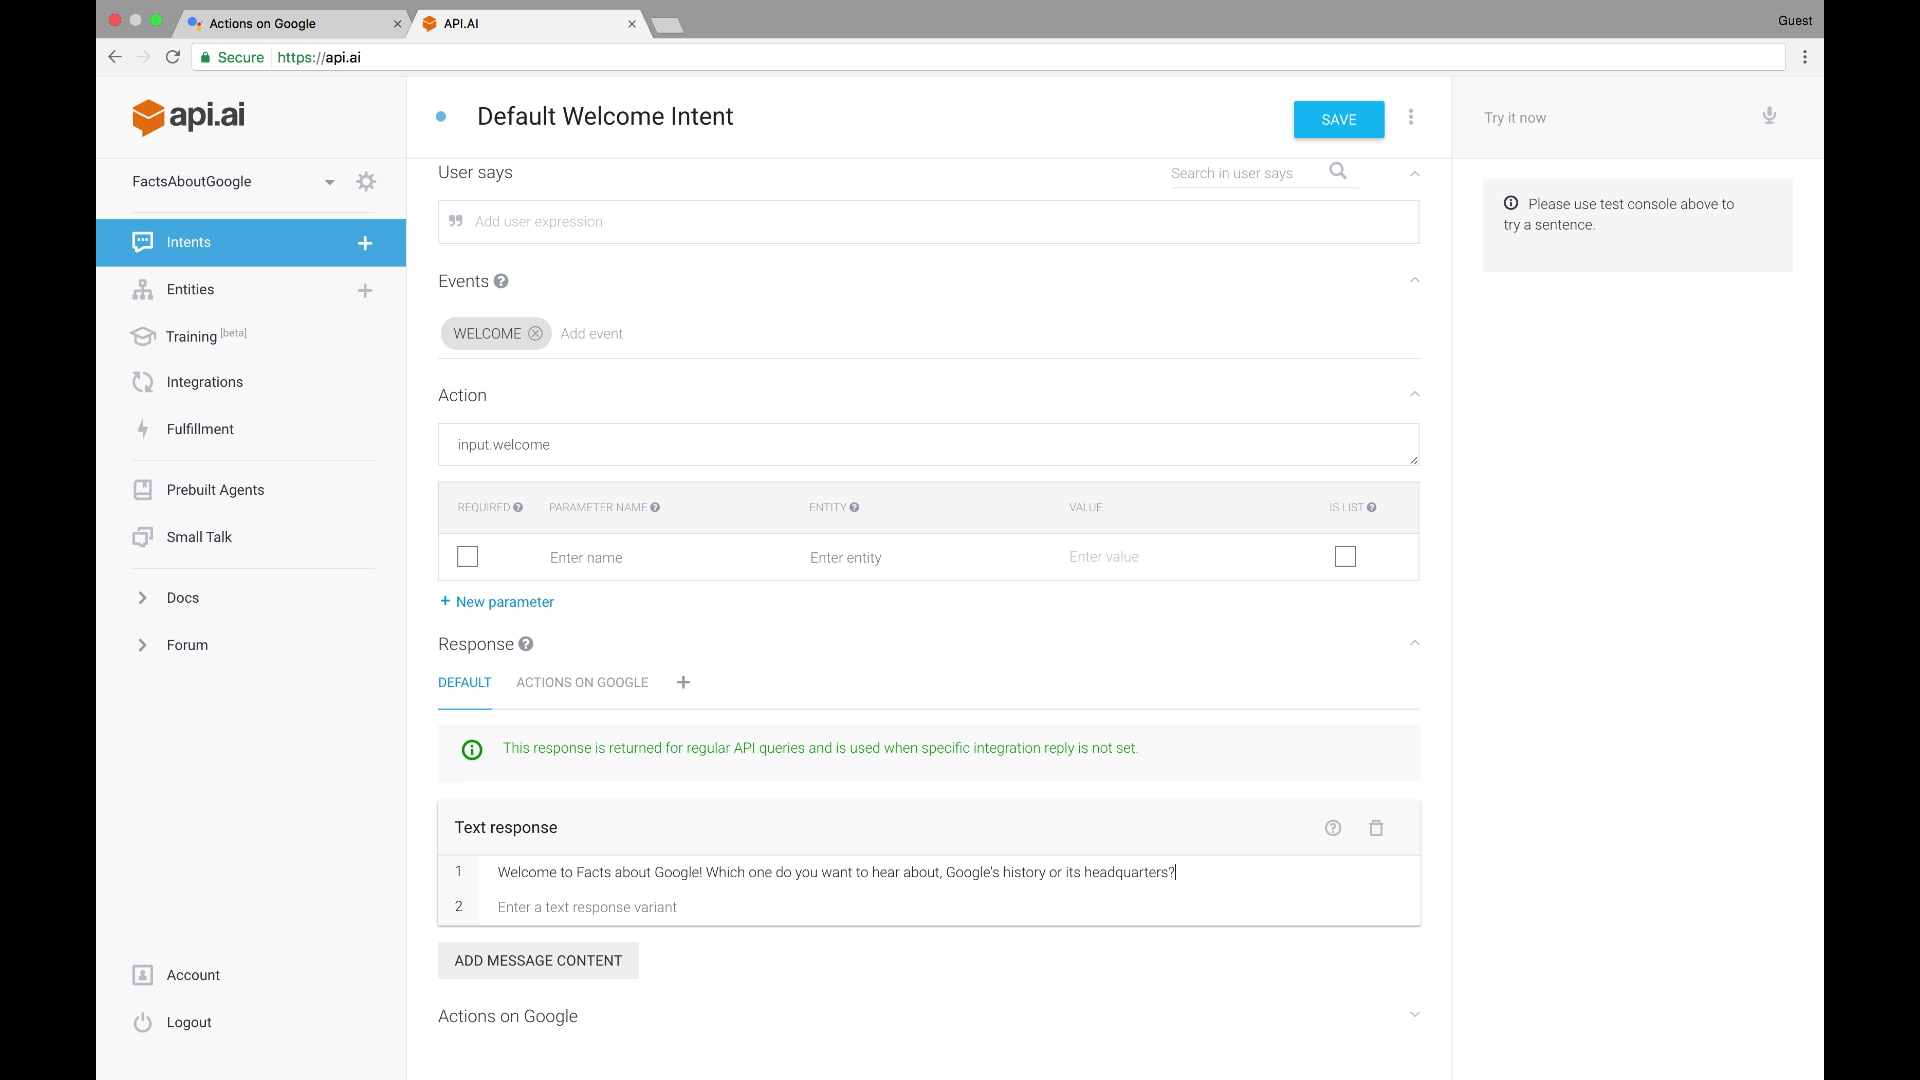 Actions on Google
API.AI
Guest
Secure https://api.ai
api.ai
Default Welcome Intent
SAVE
Try it now
FactsAboutGoogle
User says
Search in user says
Please use test console above to
try a sentence.
Add user expression
Intents
Entities
Training [beta]
Integrations
Fulfillment
Prebuilt Agents
Small Talk
Docs
Forum
Account
Logout
Events
WELCOME
Add event
Action
input.welcome
REQUIRED PARAMETER NAME ENTITY VALUE IS LIST
Enter name Enter entity Enter value
+ New parameter
Response
DEFAULT ACTIONS ON GOOGLE +
This response is returned for regular API queries and is used when specific integration reply is not set.
Text response
1 Welcome to Facts about Google! Which one do you want to hear about, Google's history or its headquarters?
2 Enter a text response variant
ADD MESSAGE CONTENT
Actions on Google